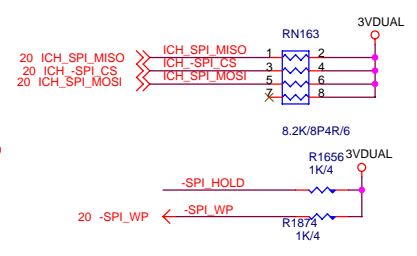 3VDUAL
RN163
20 ICH_SPI_MISO ICH_SPI_MISO 1 2
20 ICH_-SPI_CS ICH_-SPI_CS 3 4
20 ICH_SPI_MOSI ICH_SPI_MOSI 5 6
7 8
8.2K/8P4R/6
R1656 3VDUAL
1K/4
-SPI_HOLD
20 -SPI_WP -SPI_WP
R1874
1K/4